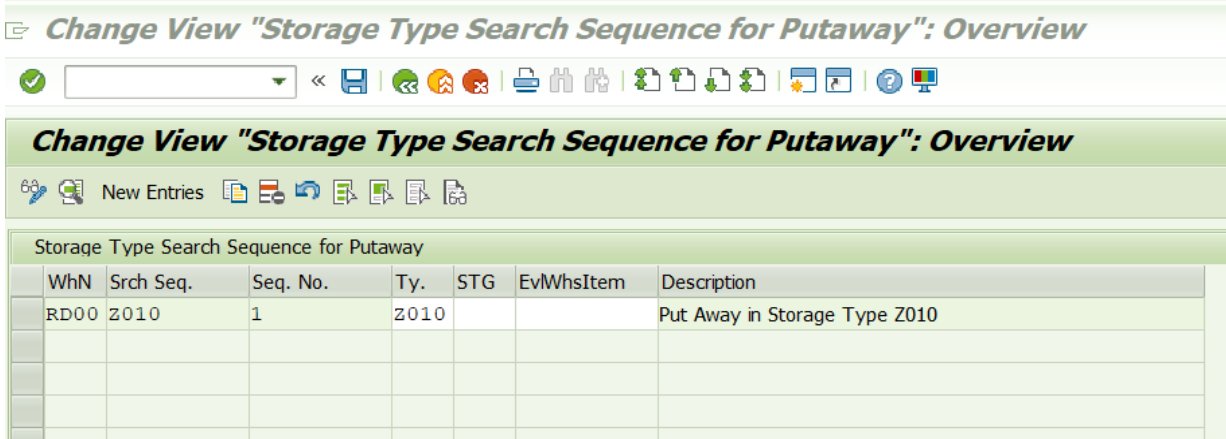 Change View "Storage Type Search Sequence for Putaway": Overview
Change View "Storage Type Search Sequence for Putaway": Overview
New Entries
Storage Type Search Sequence for Putaway
WhN Srch Seq. Seq. No. Ty. STG EvlWhsItem Description
RD00 Z010 1 Z010 Put Away in Storage Type Z010